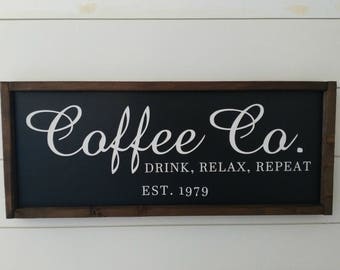 Coffee Co.
DRINK, RELAX, REPEAT
EST. 1979